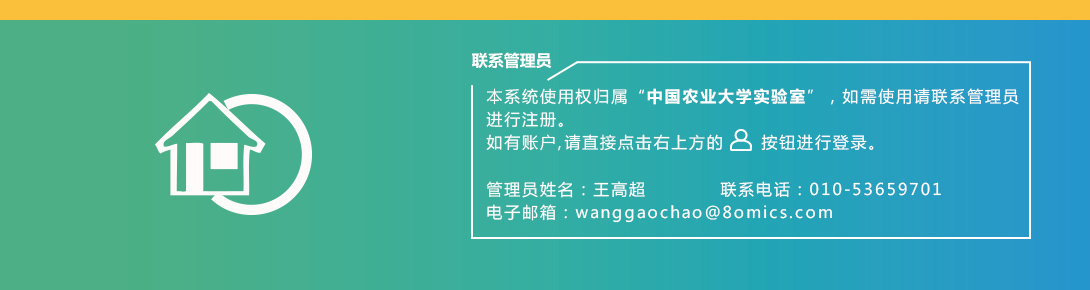 联系管理员
本系统使用权归属“中国农业大学实验室”，如需使用请联系管理员
进行注册。
如有账户,请直接点击右上方的 按钮进行登录。
管理员姓名：王高超 联系电话：010-53659701
电子邮箱：wanggaochao@8omics.com